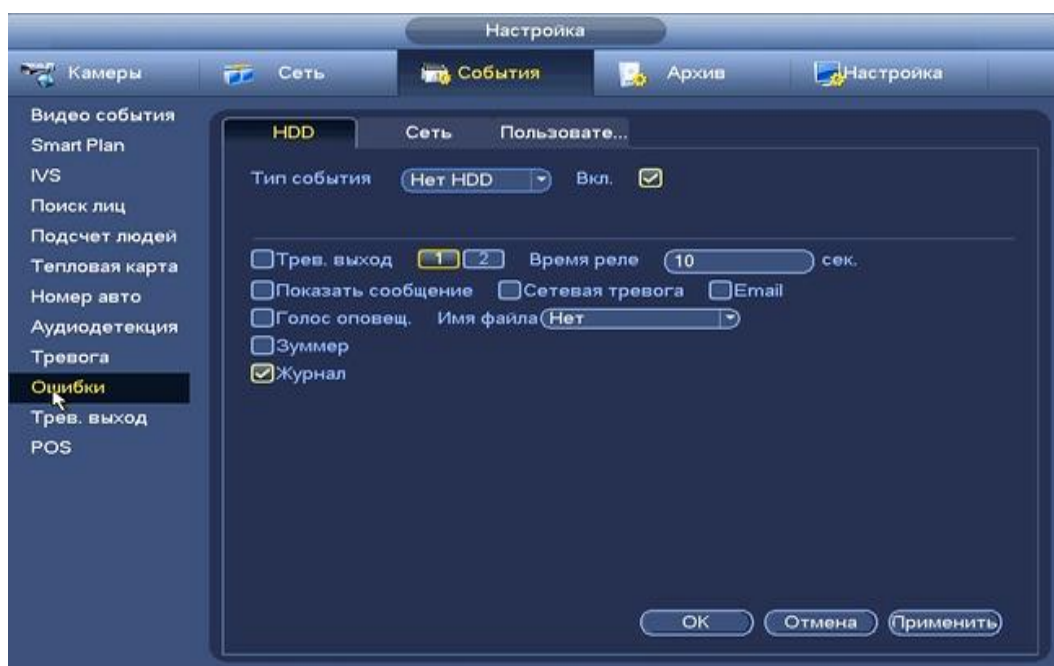 Настройка
Камеры Сеть События Архив Настройка
Видео события
Smart Plan
IVS
Поиск лиц
Подсчет людей
Тепловая карта
Номер авто
Аудиодетекция
Тревога
Ошибки
Трев. выход
POS
HDD Сеть Пользовате...
Тип события Нет HDD Вкл.
Трев. выход 1 2 Время реле 10 сек.
Показать сообщение Сетевая тревога Email
Голос оповещ. Имя файла Нет
Зуммер
Журнал
OK Отмена Применить